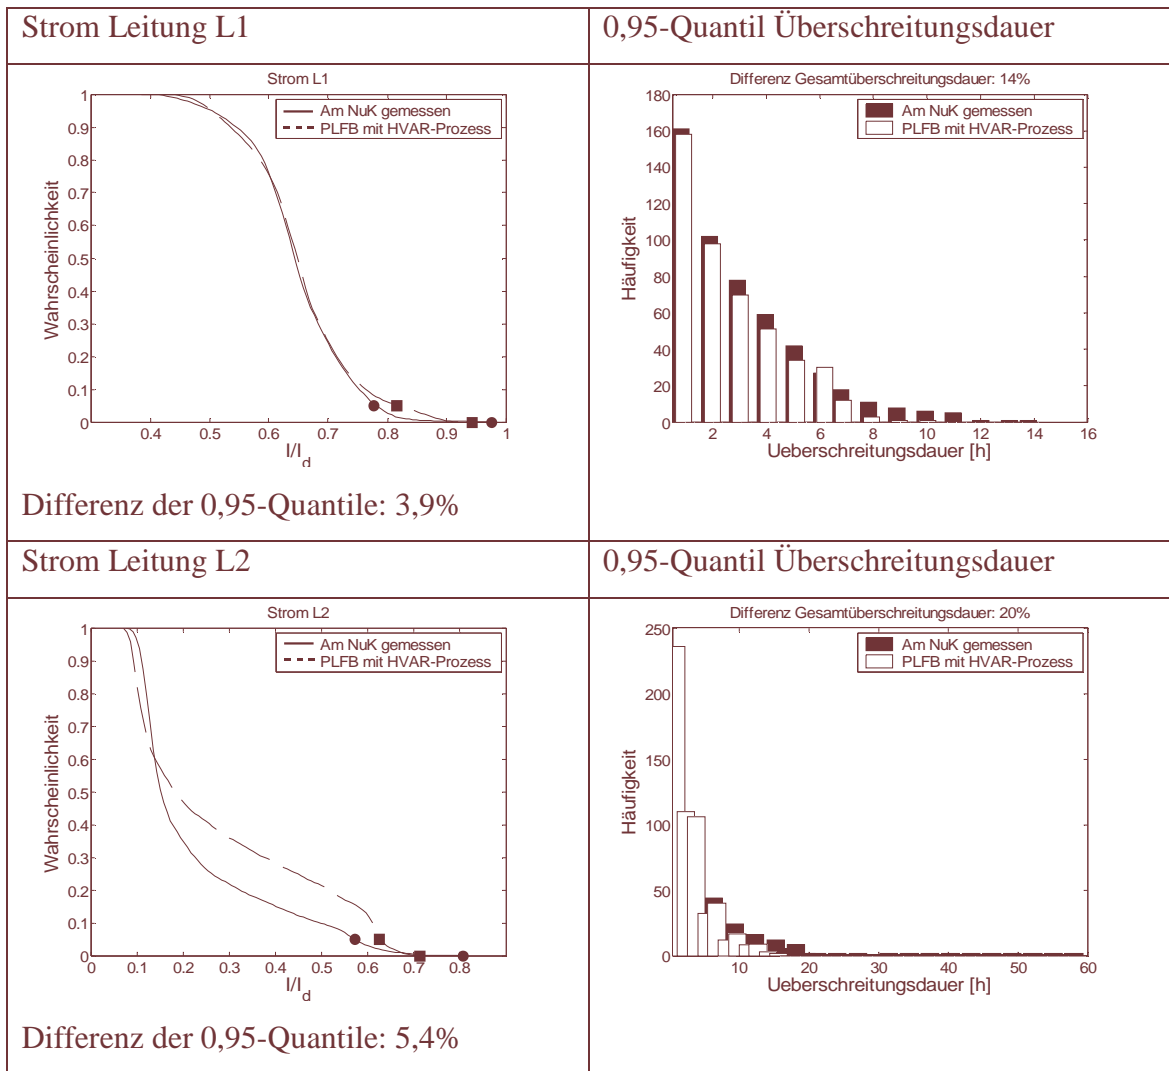 Strom Leitung L1
0,95-Quantil Überschreitungsdauer
Strom L1
1
0.9
0.8
0.7
0.6
0.5
0.4
0.3
0.2
0.1
0
Wahrscheinlichkeit
Am NuK gemessen
PLFB mit HVAR-Prozess
0.4 0.5 0.6 0.7 0.8 0.9 1
I/I_d
Differenz der 0,95-Quantile: 3,9%
Differenz Gesamtüberschreitungsdauer: 14%
180
160
140
120
100
80
60
40
20
0
Häufigkeit
Am NuK gemessen
PLFB mit HVAR-Prozess
2 4 6 8 10 12 14 16
Ueberschreitungsdauer [h]
Strom Leitung L2
0,95-Quantil Überschreitungsdauer
Strom L2
1
0.9
0.8
0.7
0.6
0.5
0.4
0.3
0.2
0.1
0
Wahrscheinlichkeit
Am NuK gemessen
PLFB mit HVAR-Prozess
0 0.1 0.2 0.3 0.4 0.5 0.6 0.7 0.8
I/I_d
Differenz der 0,95-Quantile: 5,4%
Differenz Gesamtüberschreitungsdauer: 20%
250
200
150
100
50
0
Häufigkeit
Am NuK gemessen
PLFB mit HVAR-Prozess
10 20 30 40 50 60
Ueberschreitungsdauer [h]